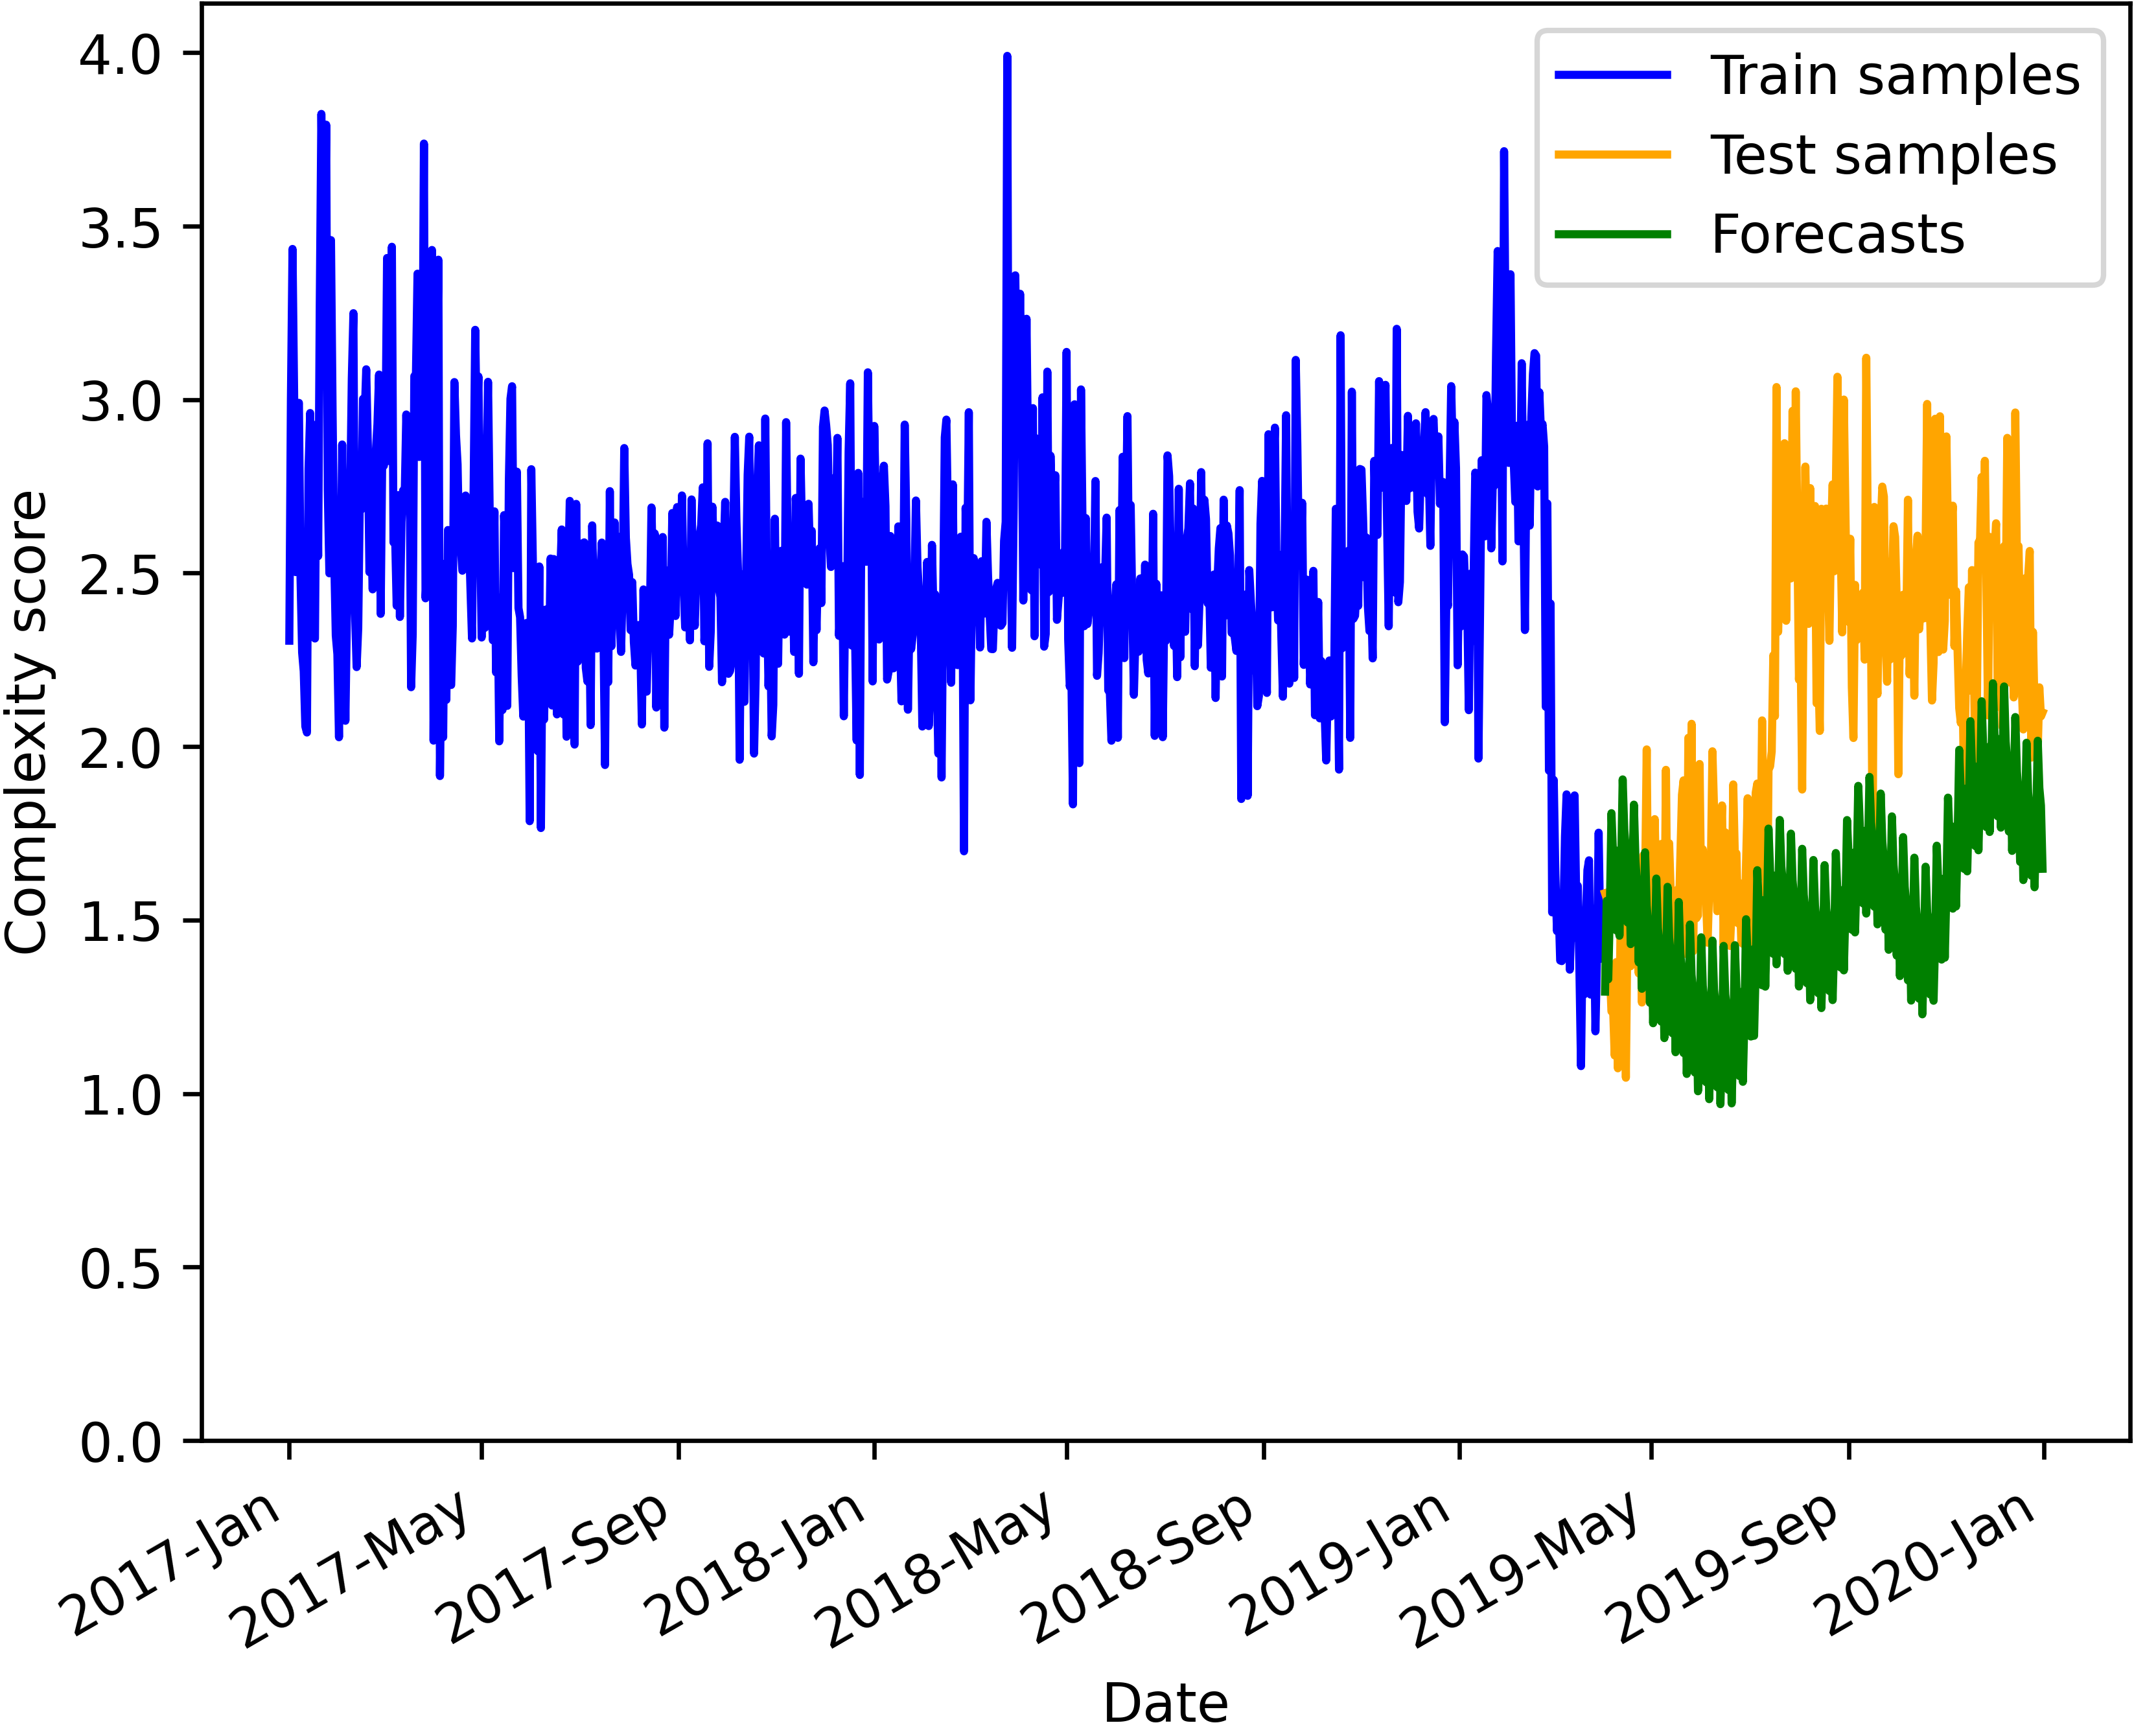 4.0
3.5
3.0
2.5
2.0
1.5
1.0
0.5
0.0
Complexity score
Train samples
Test samples
Forecasts
2017-Jan
2017-May
2017-Sep
2018-Jan
2018-May
2018-Sep
2019-Jan
2019-May
2019-Sep
2020-Jan
Date